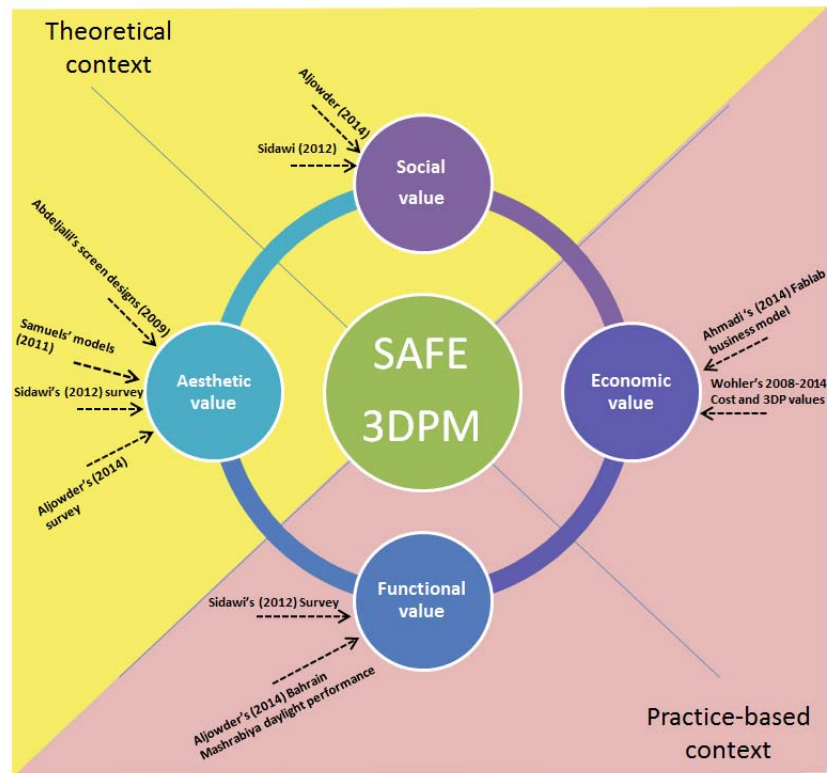 Theoretical
context
Aljowder (2014)
Sidawi (2012)
Social
value
Abdeljalil's screen designs (2009)
Samuels' models
(2011)
Sidawi's (2012) survey
Aljowder's (2014)
survey
Aesthetic
value
SAFE
3DPM
Economic
value
Ahmadi 's (2014) Fablab
business model
Wohler's 2008-2014
Cost and 3DP values
Functional
value
Sidawi's (2012) Survey
Aljowder's (2014) Bahrain
Mashrabiya daylight performance
Practice-based
context